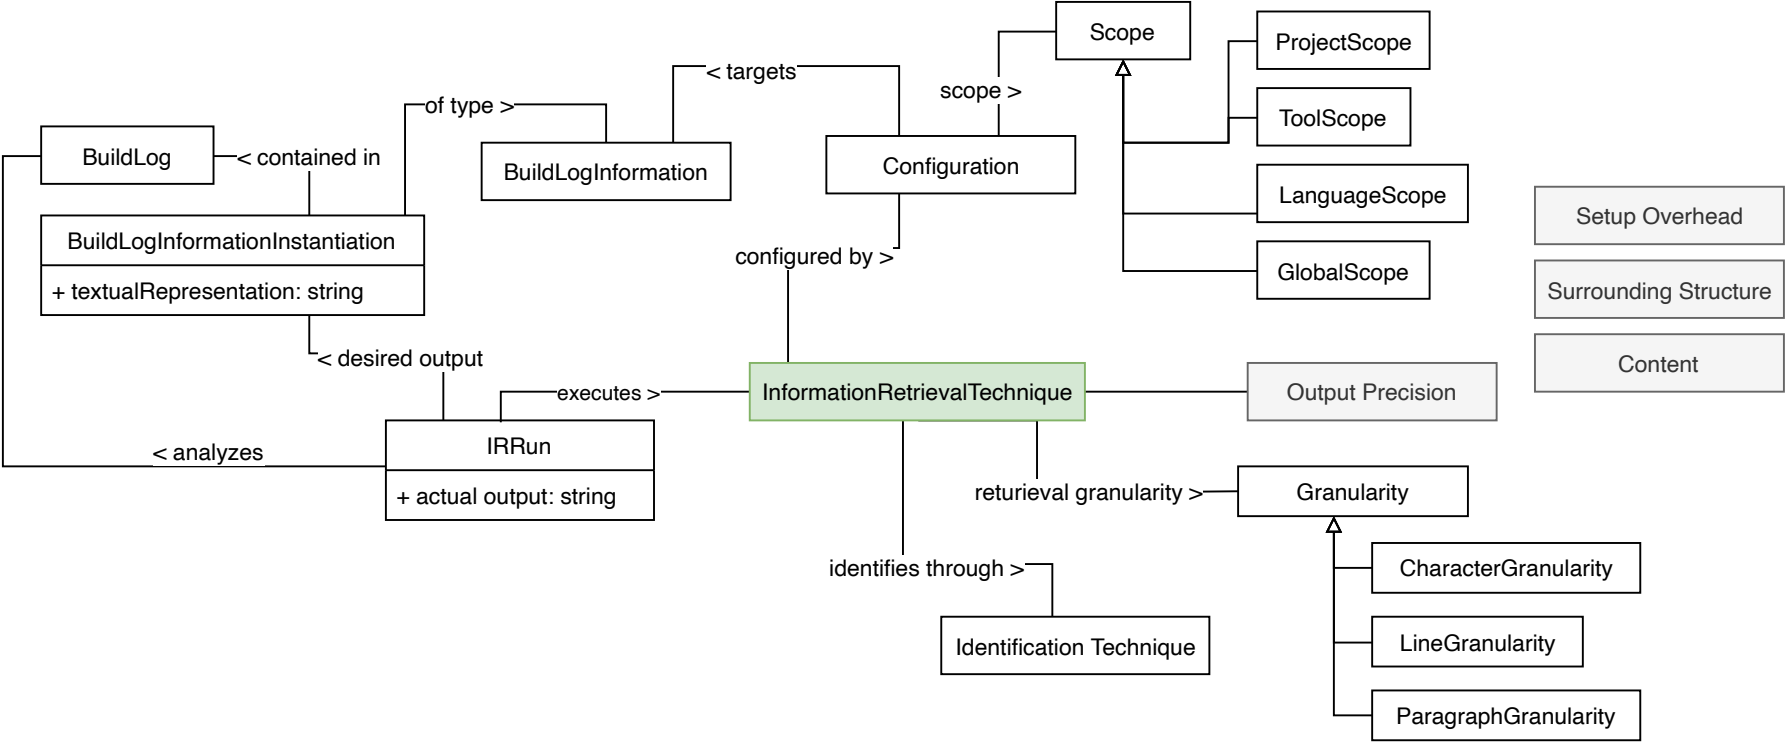 Scope
ProjectScope
< targets
scope >
of type >
ToolScope
BuildLog
< contained in
BuildLogInformation
Configuration
LanguageScope
Setup Overhead
BuildLogInformationInstantiation
configured by >
GlobalScope
+ textualRepresentation: string
Surrounding Structure
< desired output
Content
executes >
InformationRetrievalTechnique
Output Precision
IRRun
< analyzes
+ actual output: string
returieval granularity >
Granularity
identifies through >
CharacterGranularity
Identification Technique
LineGranularity
ParagraphGranularity